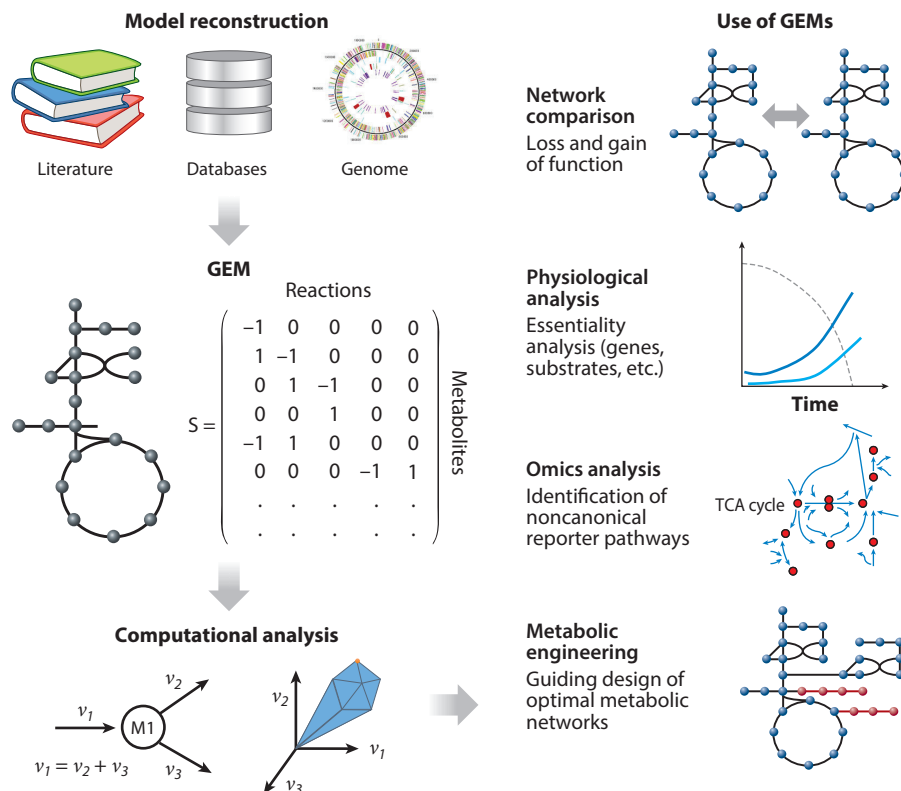 Model reconstruction
Literature
Databases
Genome
GEM
Reactions
S =
−1 0 0 0 0
1 −1 0 0 0
0 1 −1 0 0
0 0 1 0 0
−1 1 0 0 0
0 0 0 −1 1
. . . . .
. . . . .
Metabolites
Computational analysis
v1
M1
v2
v3
v1 = v2 + v3
v2
v1
v3
Use of GEMs
Network
comparison
Loss and gain
of function
Physiological
analysis
Essentiality
analysis (genes,
substrates, etc.)
Time
Omics analysis
Identification of
noncanonical
reporter pathways
TCA cycle
Metabolic
engineering
Guiding design of
optimal metabolic
networks